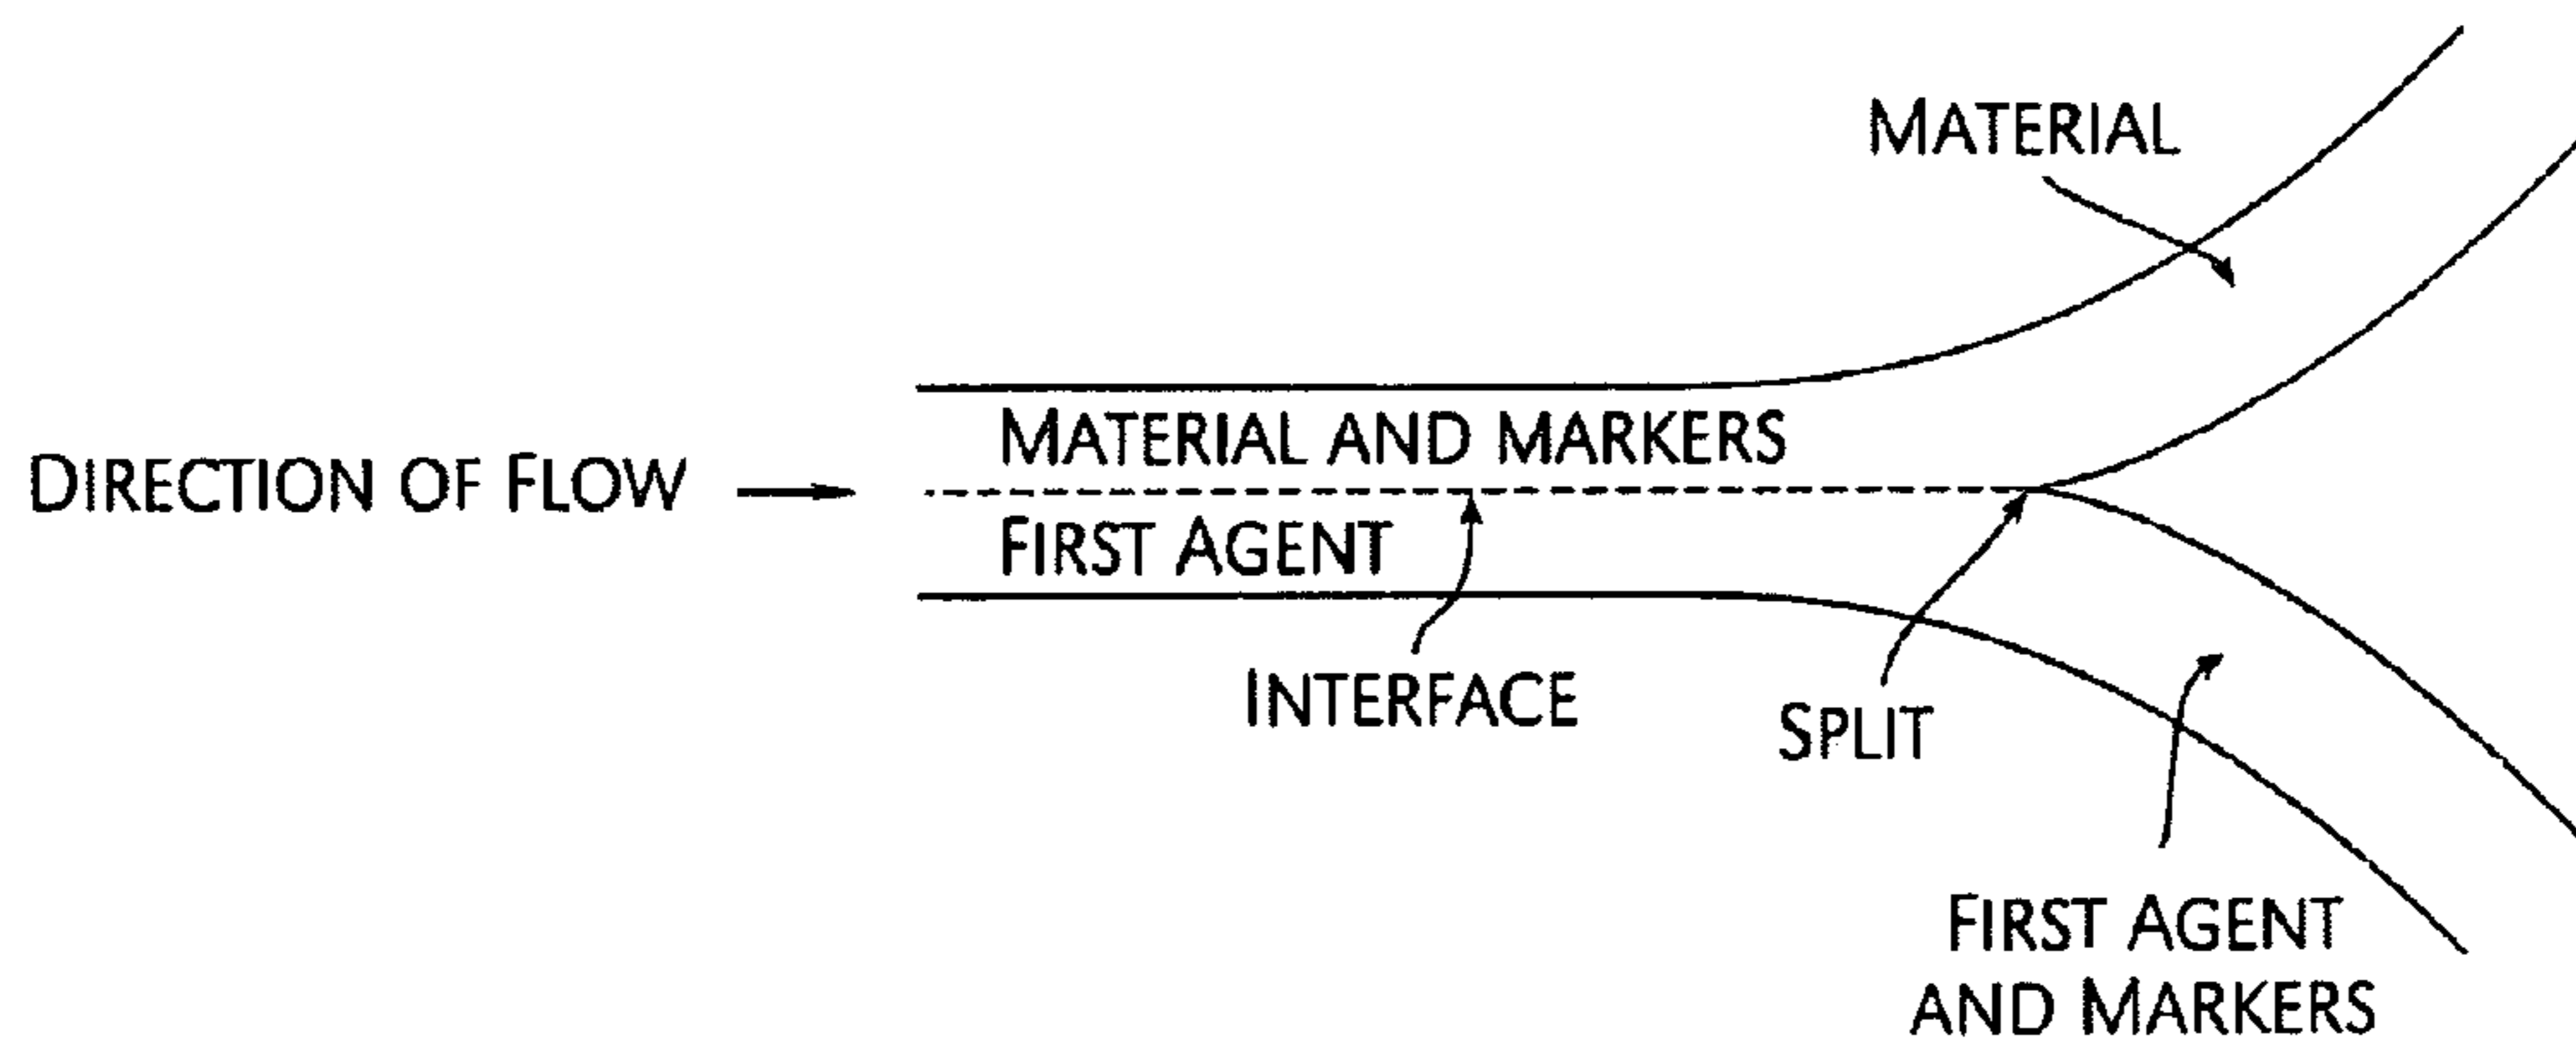 MATERIAL
MATERIAL AND MARKERS
DIRECTION OF FLOW
FIRST AGENT
INTERFACE
SPLIT
FIRST AGENT
AND MARKERS